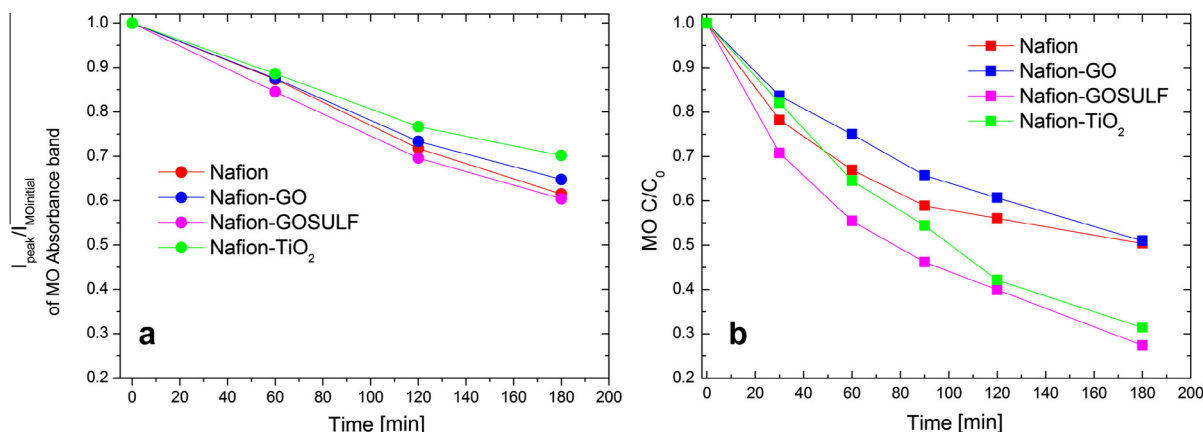 I_peak/I_MOinitial
of MO Absorbance band
1.0
0.9
0.8
0.7
0.6
0.5
0.4
0.3
0.2
Nafion
Nafion-GO
Nafion-GOSULF
Nafion-TiO₂
a
0 20 40 60 80 100 120 140 160 180 200
Time [min]
MO C/C₀
1.0
0.9
0.8
0.7
0.6
0.5
0.4
0.3
0.2
Nafion
Nafion-GO
Nafion-GOSULF
Nafion-TiO₂
b
0 20 40 60 80 100 120 140 160 180 200
Time [min]